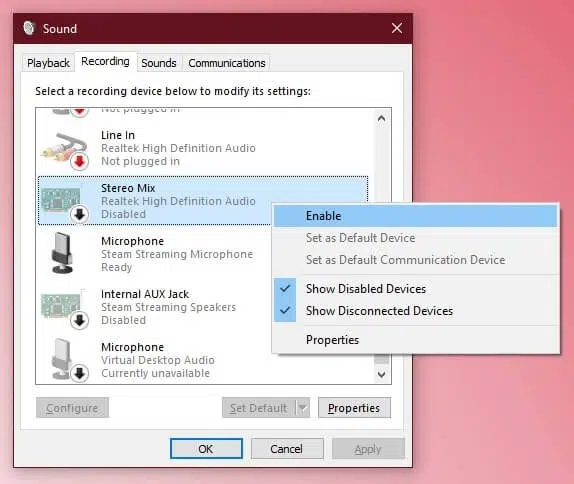 Sound
Playback Recording Sounds Communications
Select a recording device below to modify its settings:
Not plugged in
Line In
Realtek High Definition Audio
Not plugged in
Stereo Mix
Realtek High Definition Audio
Disabled
Microphone
Steam Streaming Microphone
Ready
Internal AUX Jack
Steam Streaming Speakers
Disabled
Microphone
Virtual Desktop Audio
Currently unavailable
Enable
Set as Default Device
Set as Default Communication Device
Show Disabled Devices
Show Disconnected Devices
Properties
Configure Set Default Properties
OK Cancel Apply